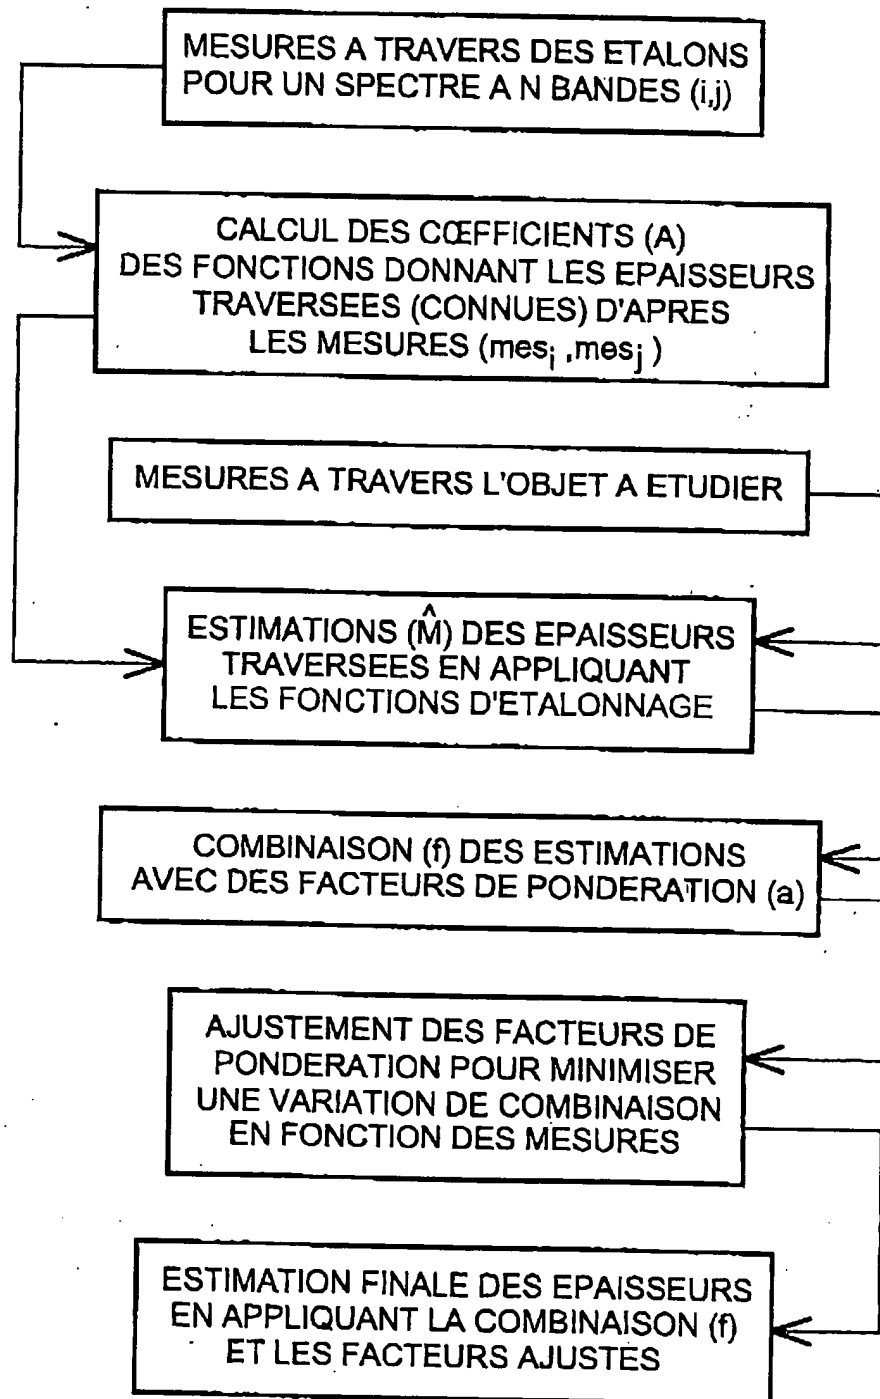 MESURES A TRAVERS DES ETALONS
POUR UN SPECTRE A N BANDES (i,j)
CALCUL DES CŒFFICIENTS (A)
DES FONCTIONS DONNANT LES EPAISSEURS
TRAVERSEES (CONNUES) D'APRES
LES MESURES (mesi ,mesj )
MESURES A TRAVERS L'OBJET A ETUDIER
ESTIMATIONS (M̂) DES EPAISSEURS
TRAVERSEES EN APPLIQUANT
LES FONCTIONS D'ETALONNAGE
COMBINAISON (f) DES ESTIMATIONS
AVEC DES FACTEURS DE PONDERATION (a)
AJUSTEMENT DES FACTEURS DE
PONDERATION POUR MINIMISER
UNE VARIATION DE COMBINAISON
EN FONCTION DES MESURES
ESTIMATION FINALE DES EPAISSEURS
EN APPLIQUANT LA COMBINAISON (f)
ET LES FACTEURS AJUSTES